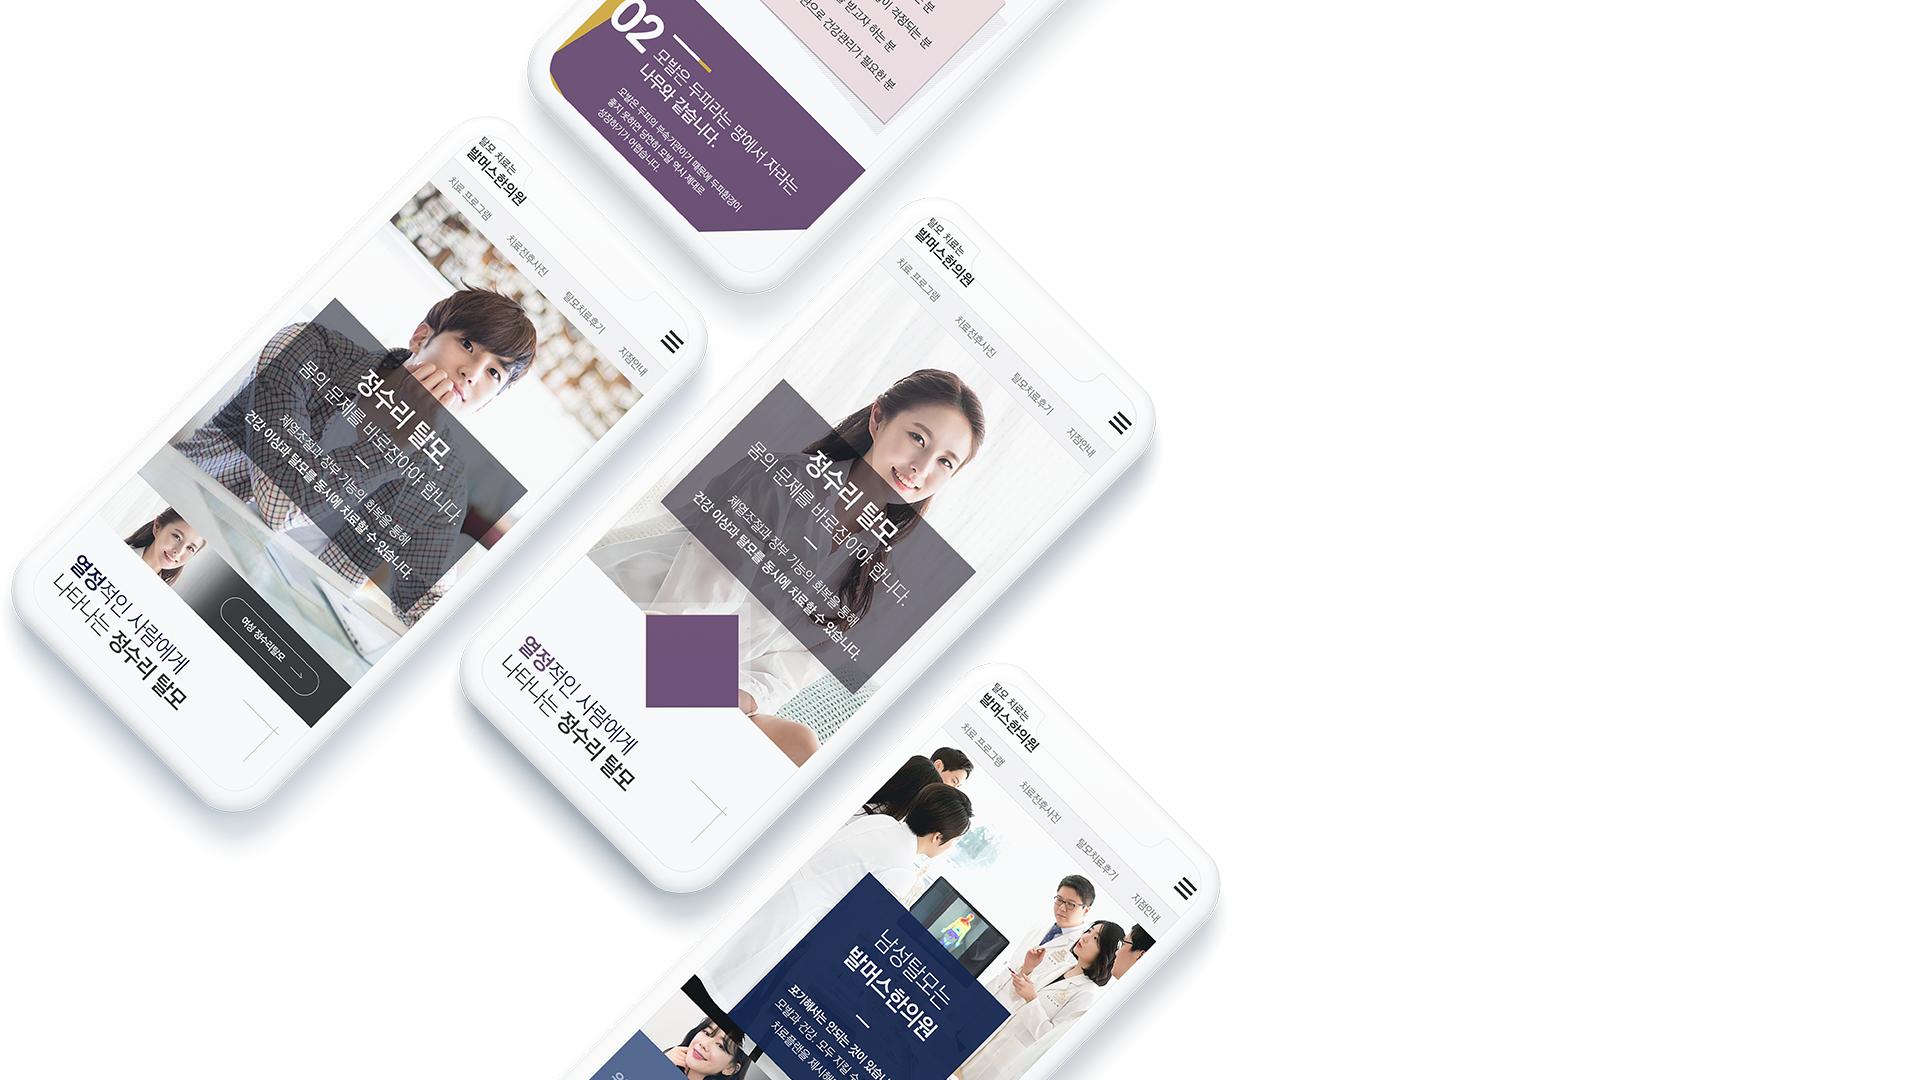 걱정되는 분
받고자 하는 분
건강관리가 필요한 분
02
모발은 두피라는 땅에서 자라는
나무와 같습니다.
모발은 두피의 부속기관이기 때문에 두피환경이
좋지 못하면 당연히 모발 역시 제대로
성장하기가 어렵습니다.
탈모 치료는
발머스한의원
치료 프로그램
치료전후사진
탈모치료후기
지점안내
정수리 탈모,
몸의 문제를 바로잡아야 합니다.
체열조절과 장부 기능의 회복을 통해
건강 이상과 탈모를 동시에 치료할 수 있습니다.
여성 정수리탈모
열정적인 사람에게
나타나는 정수리 탈모
탈모 치료는
발머스한의원
치료 프로그램
치료전후사진
탈모치료후기
지점안내
정수리 탈모,
몸의 문제를 바로잡아야 합니다.
체열조절과 장부 기능의 회복을 통해
건강 이상과 탈모를 동시에 치료할 수 있습니다.
열정적인 사람에게
나타나는 정수리 탈모
탈모 치료는
발머스한의원
치료 프로그램
치료전후사진
탈모치료후기
지점안내
남성탈모는
발머스한의원
포기해서는 안되는 것이 있습니
모발과 건강. 모두 지킬 수
치료플랜을 제시해